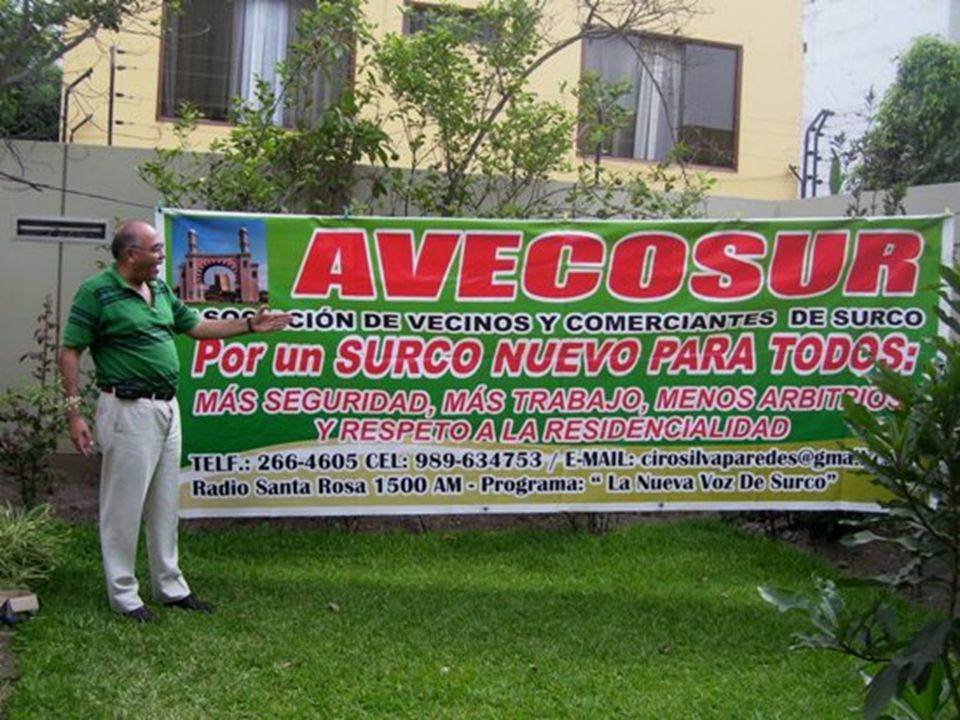 AVECOSUR
ASOCIACIÓN DE VECINOS Y COMERCIANTES DE SURCO
Por un SURCO NUEVO PARA TODOS:
MÁS SEGURIDAD, MÁS TRABAJO, MENOS ARBITRIOS
Y RESPETO A LA RESIDENCIALIDAD
TELF.: 266-4605 CEL: 989-634753 / E-MAIL: cirosilvaparedes@gmail.
Radio Santa Rosa 1500 AM - Programa: “ La Nueva Voz De Surco”